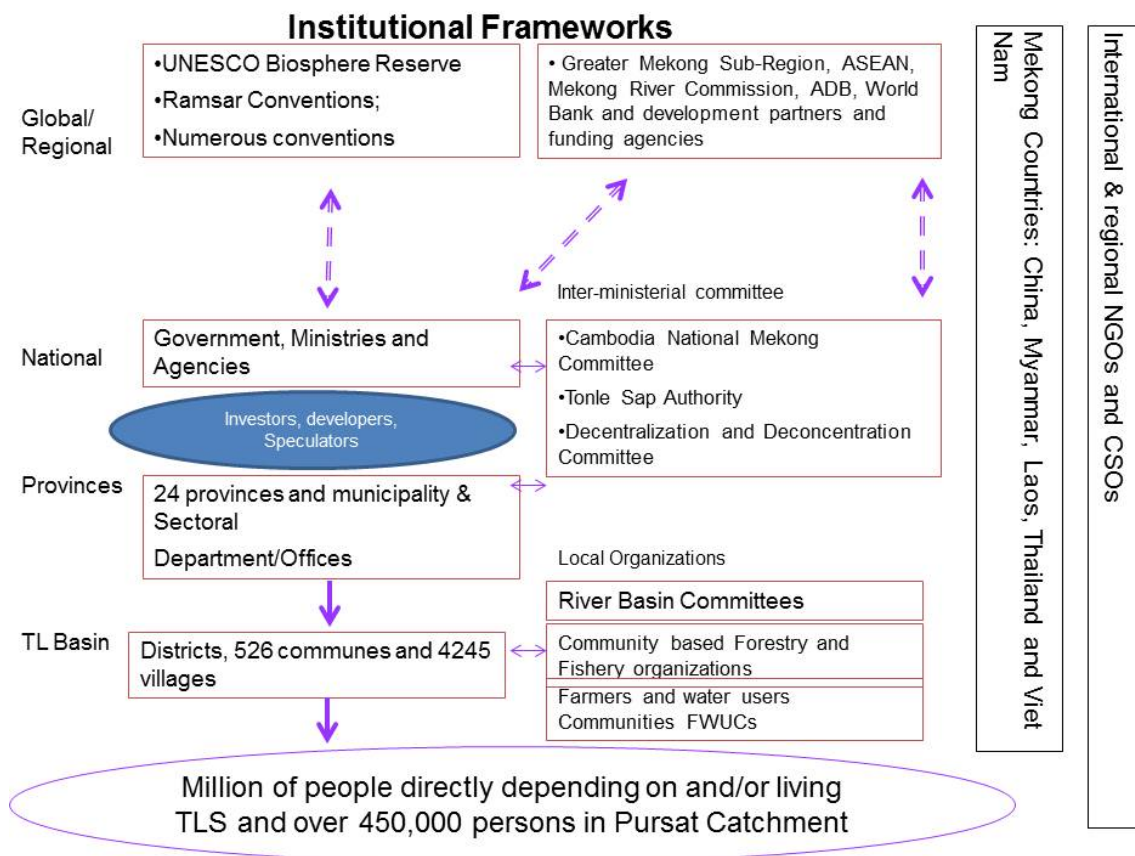 Institutional Frameworks
Global/
Regional
•UNESCO Biosphere Reserve
•Ramsar Conventions;
•Numerous conventions
• Greater Mekong Sub-Region, ASEAN,
Mekong River Commission, ADB, World
Bank and development partners and
funding agencies
Inter-ministerial committee
National
Government, Ministries and
Agencies
•Cambodia National Mekong
Committee
•Tonle Sap Authority
•Decentralization and Deconcentration
Committee
Investors, developers,
Speculators
Provinces
24 provinces and municipality &
Sectoral
Department/Offices
Local Organizations
River Basin Committees
TL Basin
Districts, 526 communes and 4245
villages
Community based Forestry and
Fishery organizations
Farmers and water users
Communities FWUCs
Million of people directly depending on and/or living
TLS and over 450,000 persons in Pursat Catchment
Mekong Countries: China, Myanmar, Laos, Thailand and Viet
Nam
International & regional NGOs and CSOs